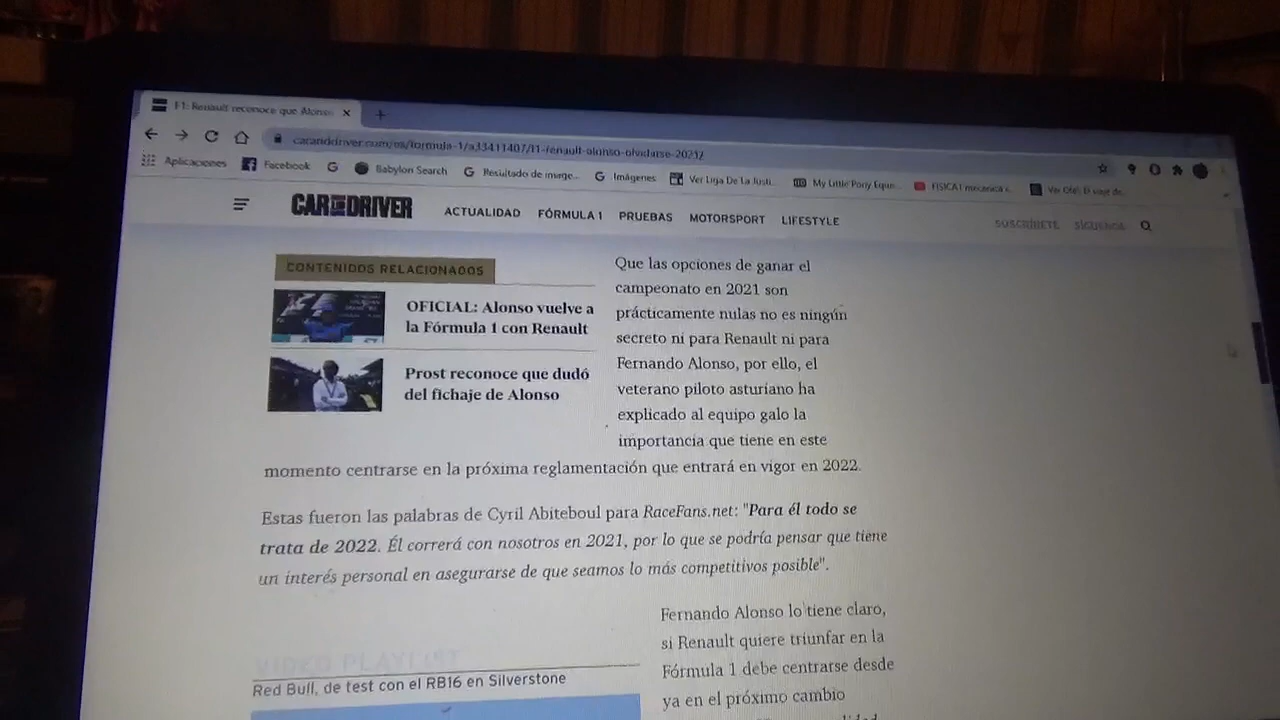 F1: Renault reconoce que Alonso
caranddriver.com/es/formula-1/a33411407/f1-renault-alonso-olvidarse-2021/
Aplicaciones Facebook G Babylon Search Resultado de image... Imágenes Ver Liga De La Justi... My Little Pony Eque... FISICA1 mecánica c... Ver Olé! El viaje de...
CAR AND DRIVER ACTUALIDAD FÓRMULA 1 PRUEBAS MOTORSPORT LIFESTYLE SUSCRÍBETE SÍGUENOS
CONTENIDOS RELACIONADOS
OFICIAL: Alonso vuelve a
la Fórmula 1 con Renault
Prost reconoce que dudó
del fichaje de Alonso
Que las opciones de ganar el
campeonato en 2021 son
prácticamente nulas no es ningún
secreto ni para Renault ni para
Fernando Alonso, por ello, el
veterano piloto asturiano ha
explicado al equipo galo la
importancia que tiene en este
momento centrarse en la próxima reglamentación que entrará en vigor en 2022.
Estas fueron las palabras de Cyril Abiteboul para RaceFans.net: "Para él todo se
trata de 2022. Él correrá con nosotros en 2021, por lo que se podría pensar que tiene
un interés personal en asegurarse de que seamos lo más competitivos posible".
VIDEO PLAYLIST
Red Bull, de test con el RB16 en Silverstone
Fernando Alonso lo tiene claro,
si Renault quiere triunfar en la
Fórmula 1 debe centrarse desde
ya en el próximo cambio